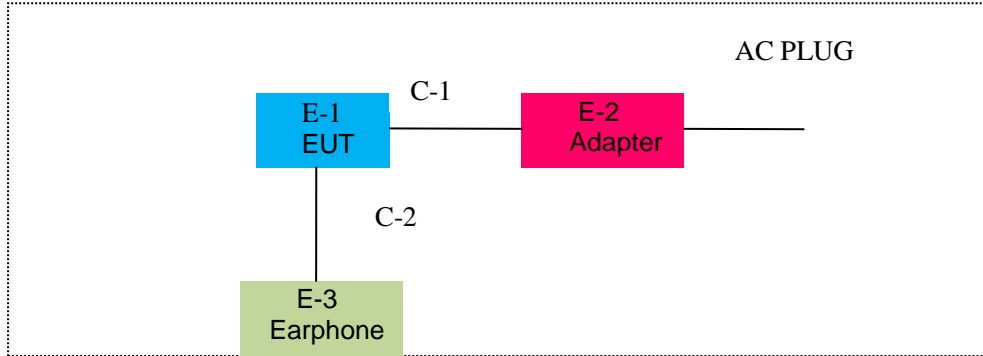 AC PLUG
C-1
E-1
EUT
E-2
Adapter
C-2
E-3
Earphone